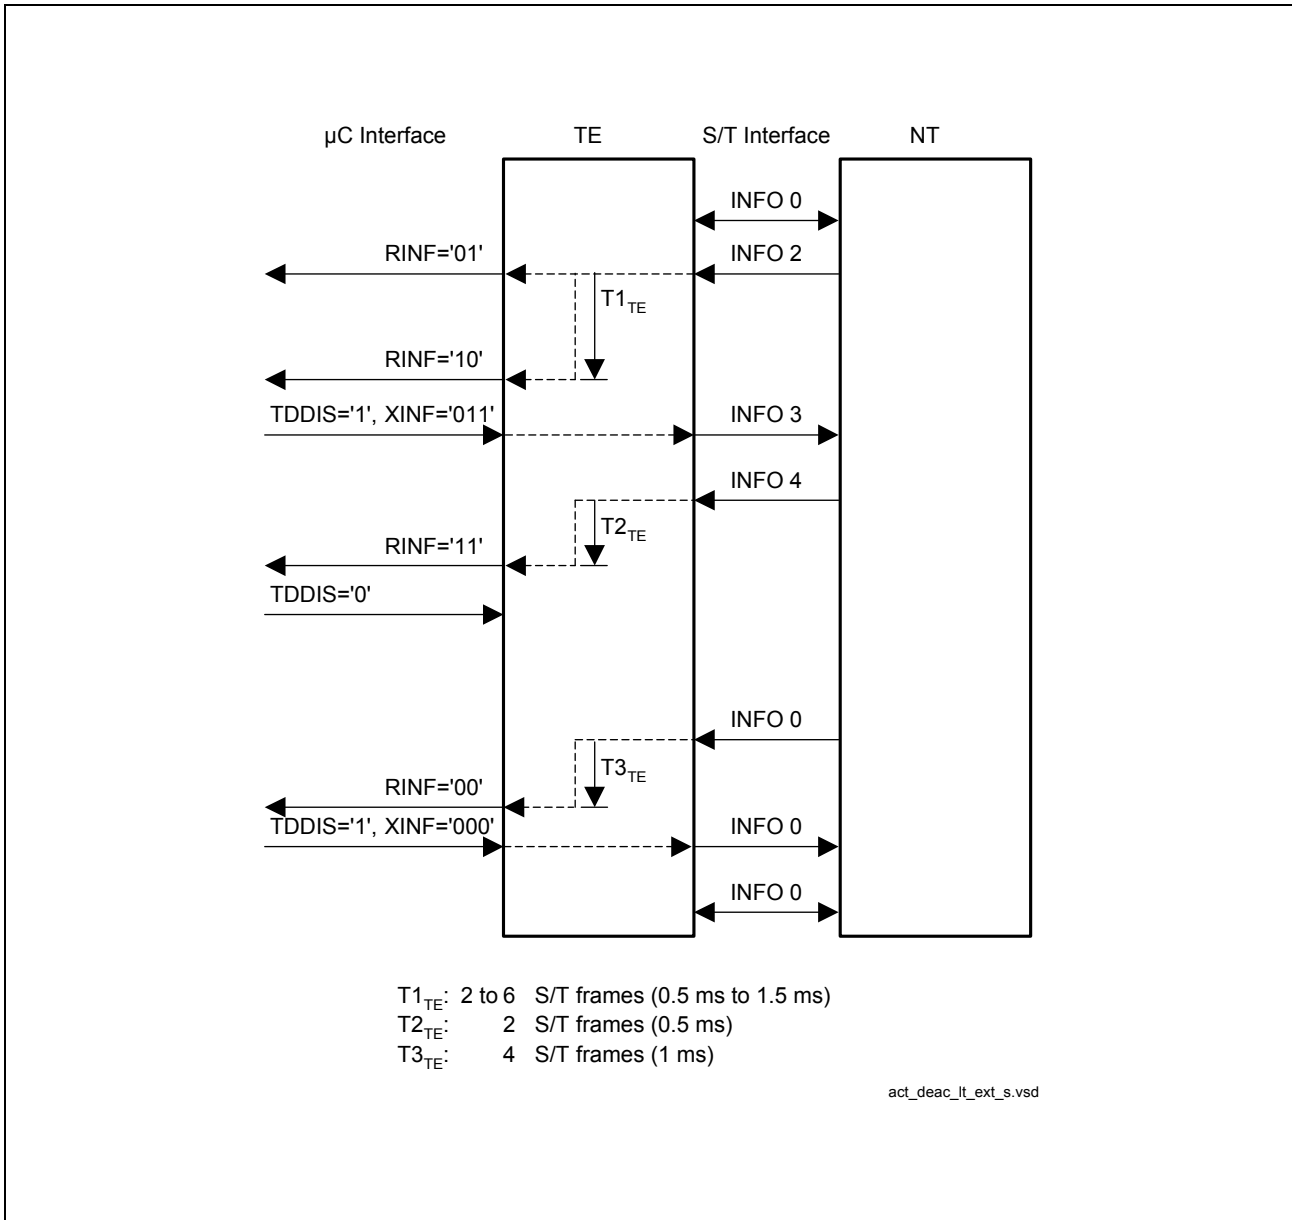 µC Interface TE S/T Interface NT
INFO 0
RINF='01' INFO 2
T1TE
RINF='10'
TDDIS='1', XINF='011' INFO 3
INFO 4
T2TE
RINF='11'
TDDIS='0'
INFO 0
T3TE
RINF='00'
TDDIS='1', XINF='000' INFO 0
INFO 0
T1TE: 2 to 6 S/T frames (0.5 ms to 1.5 ms)
T2TE: 2 S/T frames (0.5 ms)
T3TE: 4 S/T frames (1 ms)
act_deac_lt_ext_s.vsd